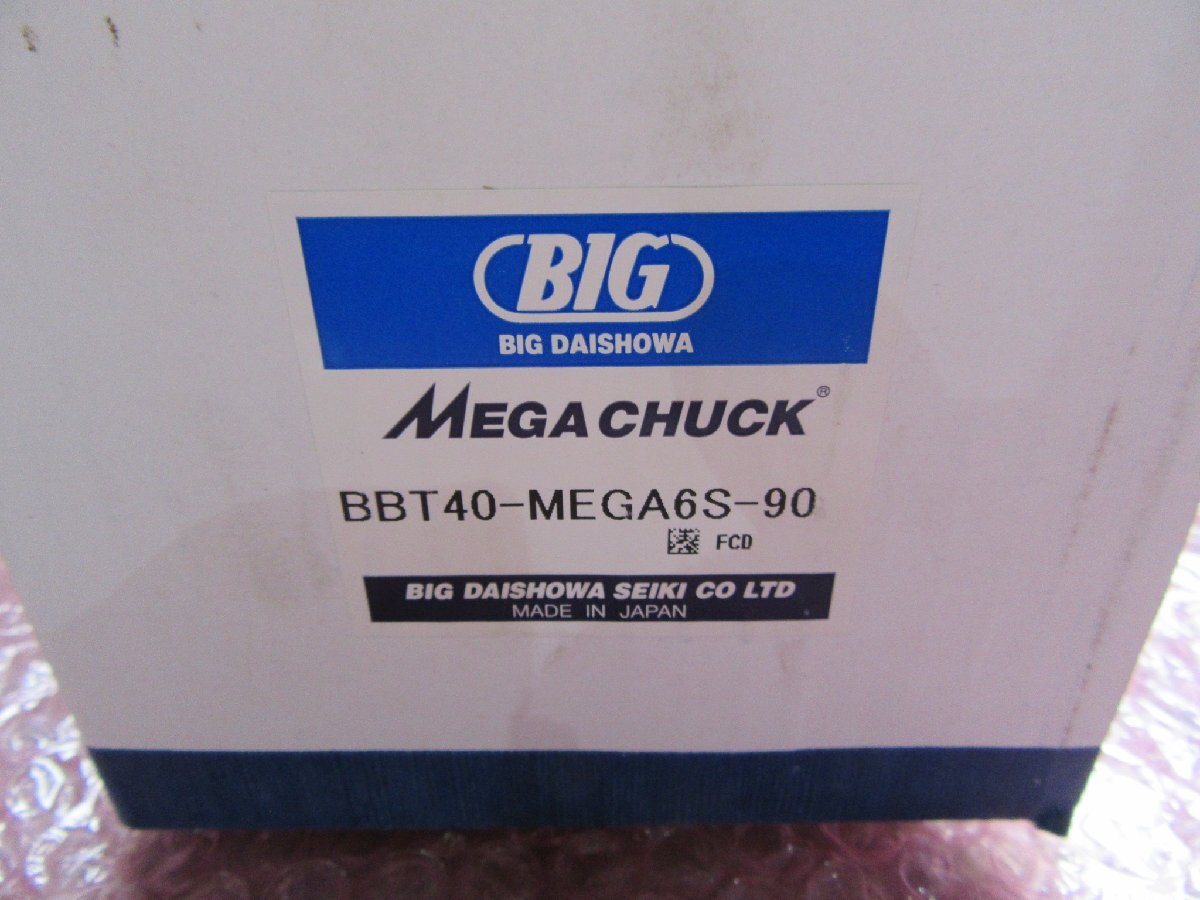 BIG
BIG DAISHOWA
MEGA CHUCK®
BBT40-MEGA6S-90
FCD
BIG DAISHOWA SEIKI CO LTD
MADE IN JAPAN